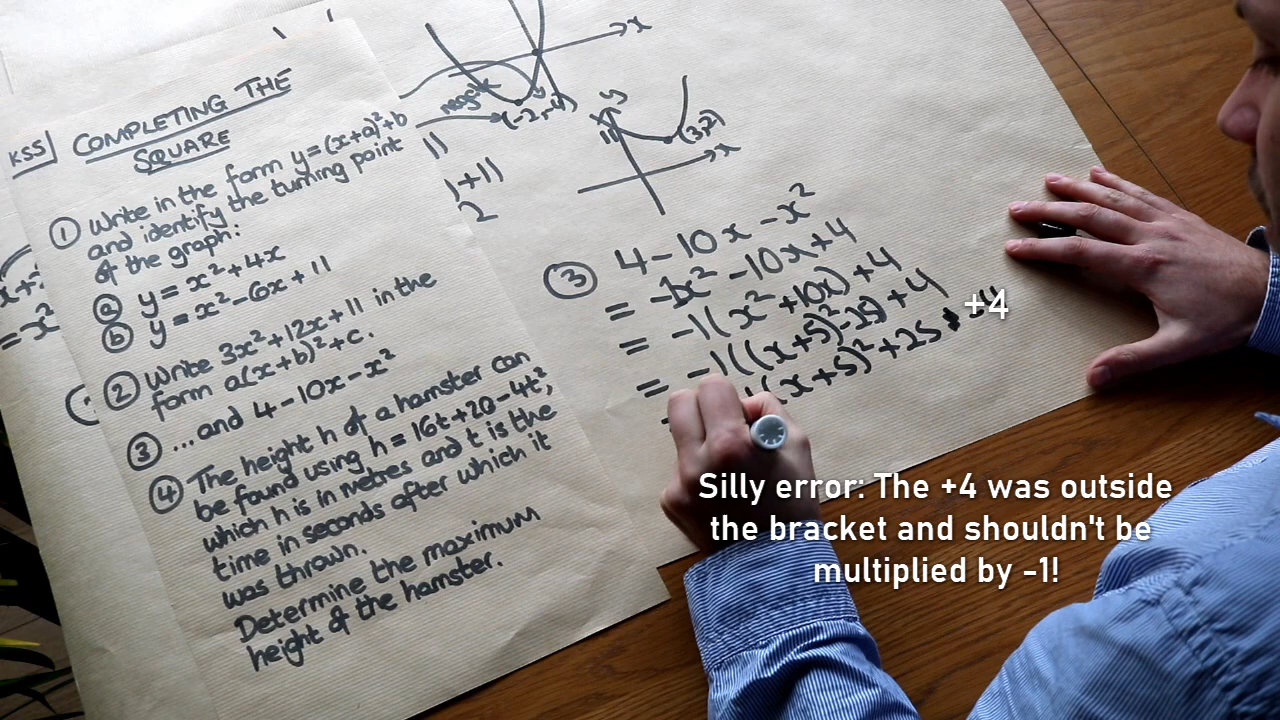 KSS
COMPLETING THE
SQUARE
① Write in the form y=(x+a)²+b
and identify the turning point
of the graph:
ⓐ y = x² + 4x
ⓑ y = x² - 6x + 11
② Write 3x² + 12x + 11 in the
form a(x+b)² + c.
③ ... and 4 - 10x - x²
④ The height h of a hamster can
be found using h = 16t + 20 - 4t²,
which h is in metres and t is the
time in seconds after which it
was thrown.
Determine the maximum
height of the hamster.
x
(-2,-4)
y
11
(3,2)
x
11
)+11
2
= x²
③ 4 - 10x - x²
= -1x² - 10x + 4
= -1(x² + 10x) + 4
= -1((x+5)² - 25) + 4
(x+5)² + 25
+4
Silly error: The +4 was outside
the bracket and shouldn't be
multiplied by -1!